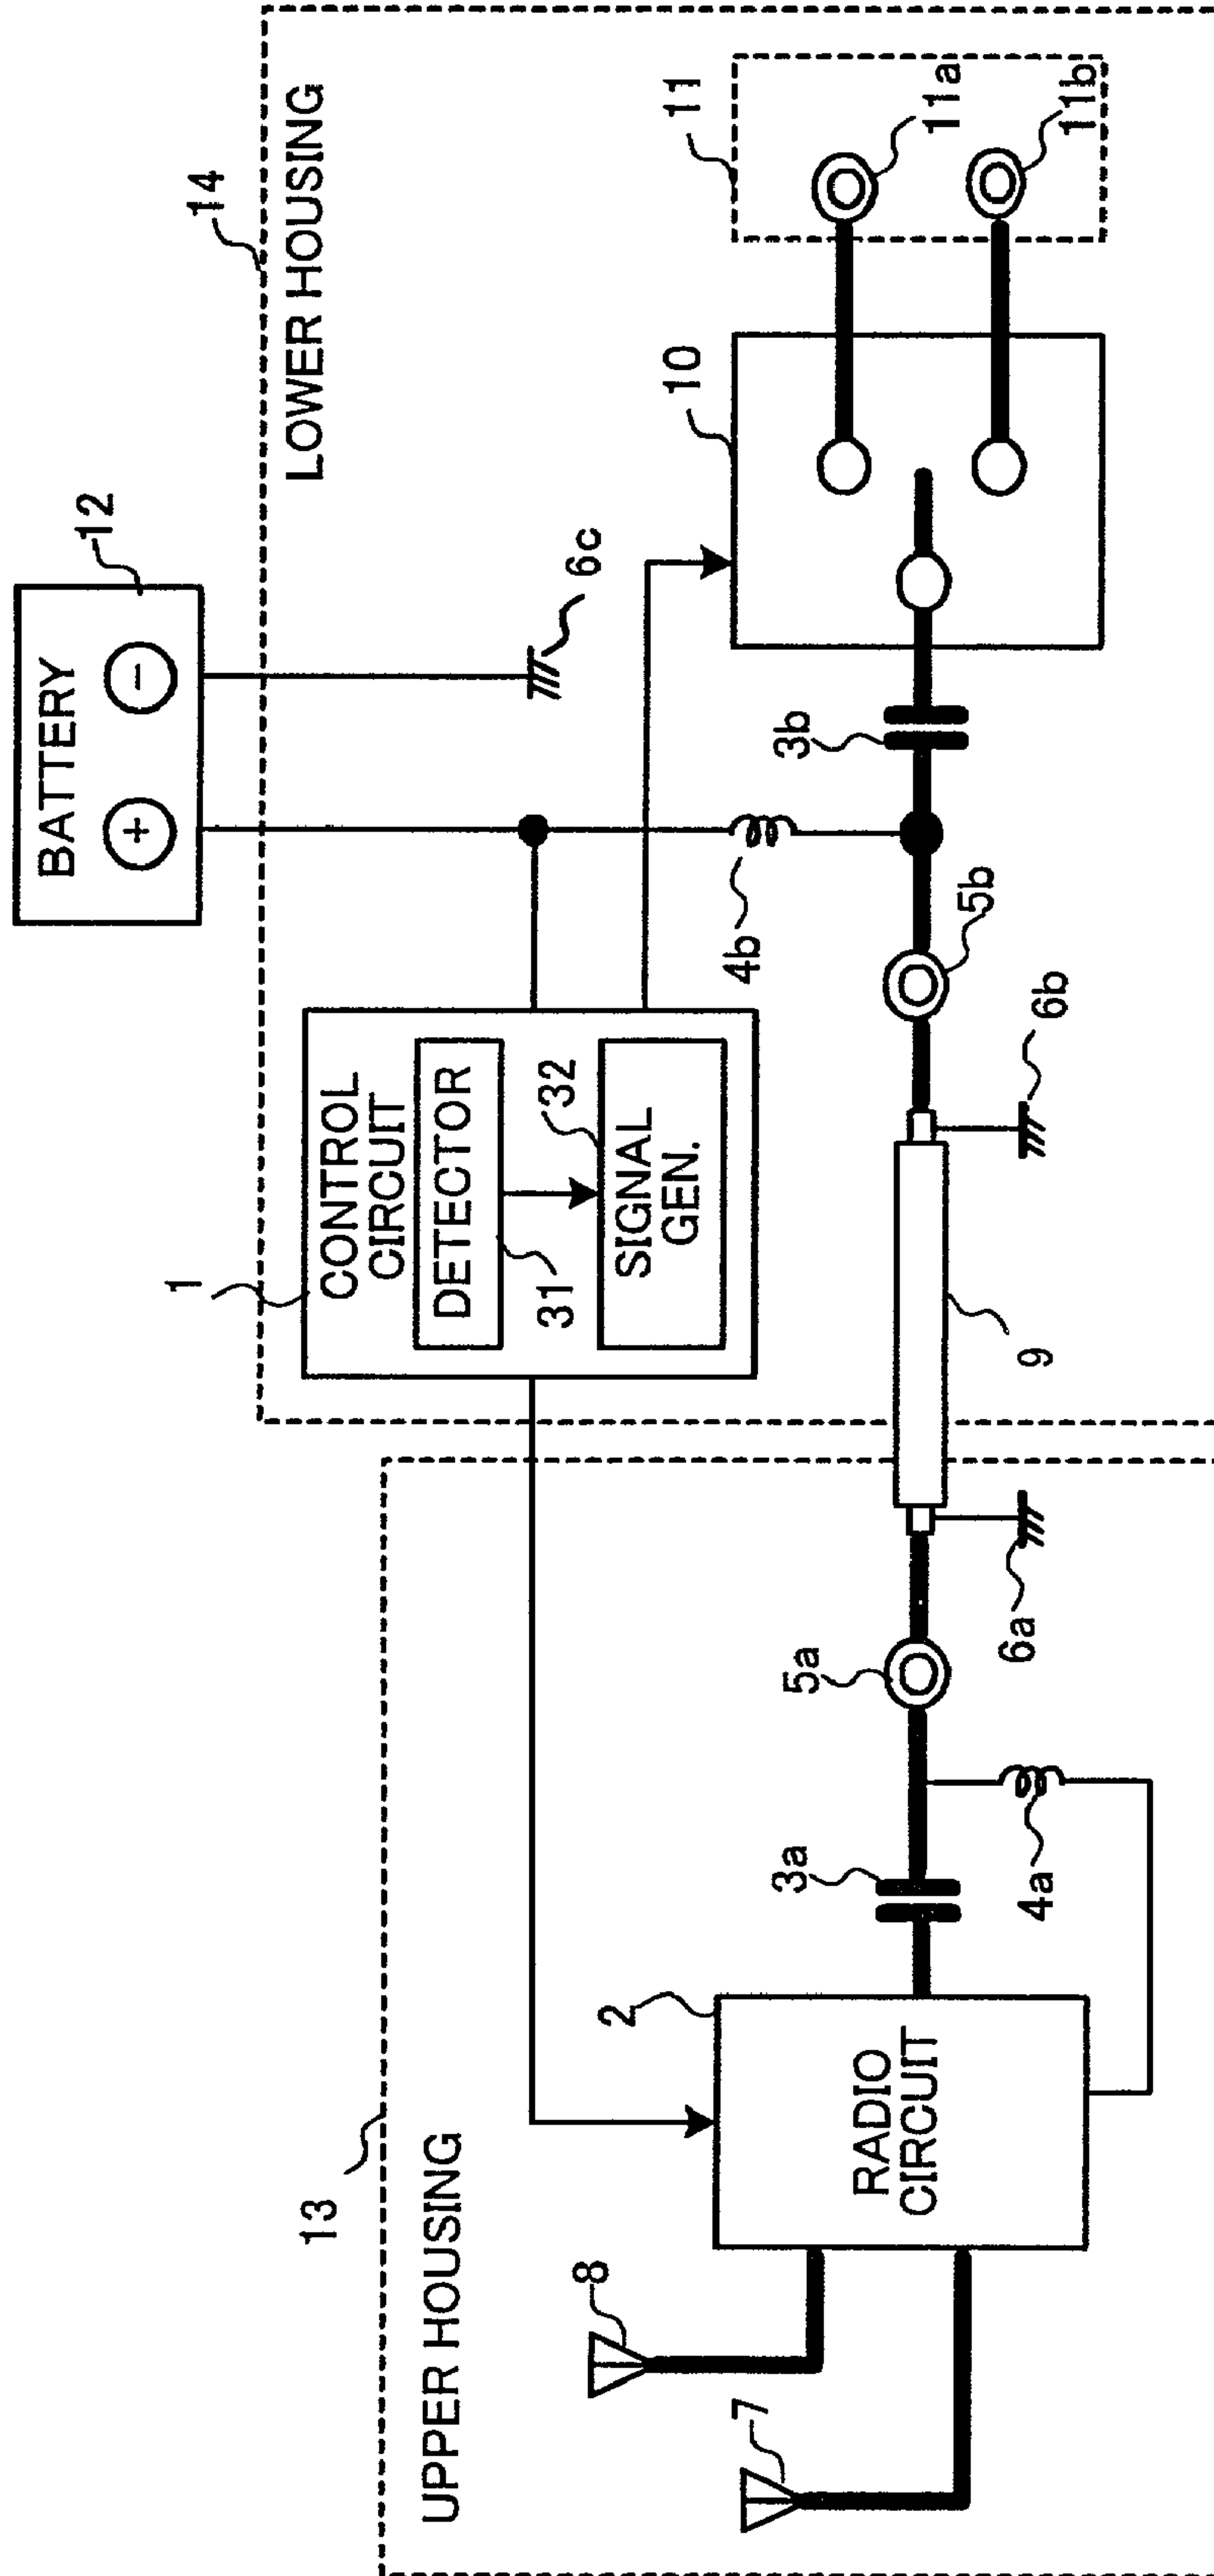 BATTERY
+
-
12
14
LOWER HOUSING
1
CONTROL
CIRCUIT
DETECTOR
31
32
SIGNAL
GEN.
6c
10
11
11a
11b
4b
3b
5b
6b
9
13
UPPER HOUSING
2
RADIO
CIRCUIT
3a
4a
5a
6a
8
7